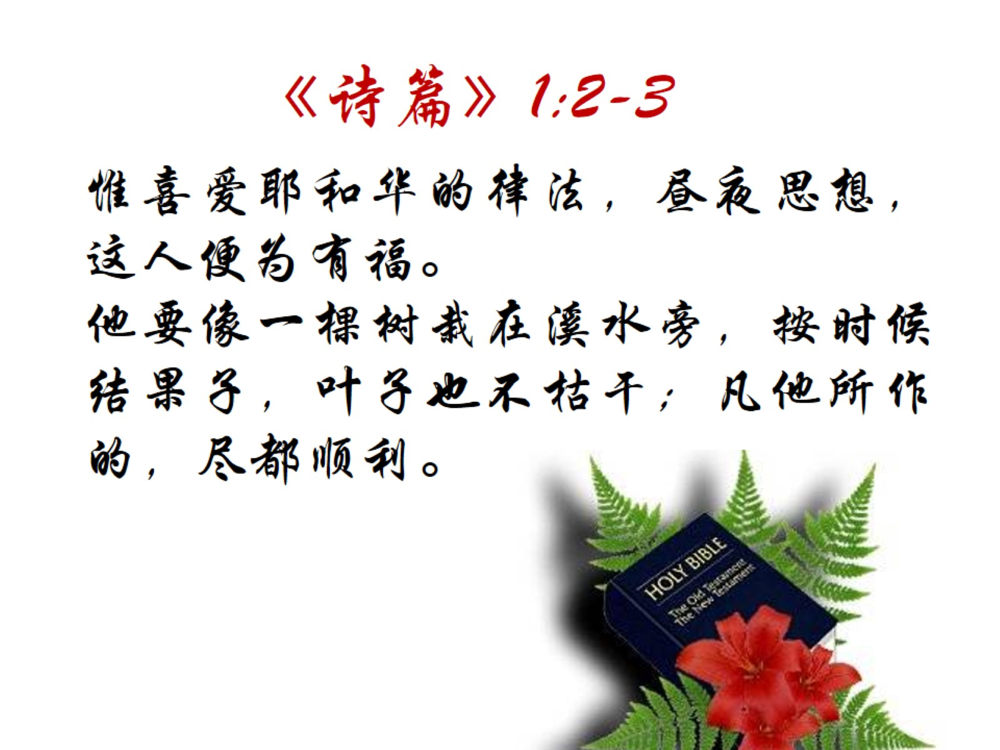 《诗篇》1:2-3
惟喜爱耶和华的律法，昼夜思想，
这人便为有福。
他要像一棵树栽在溪水旁，按时候
结果子，叶子也不枯干；凡他所作
的，尽都顺利。
HOLY BIBLE
The Old Testament
The New Testament